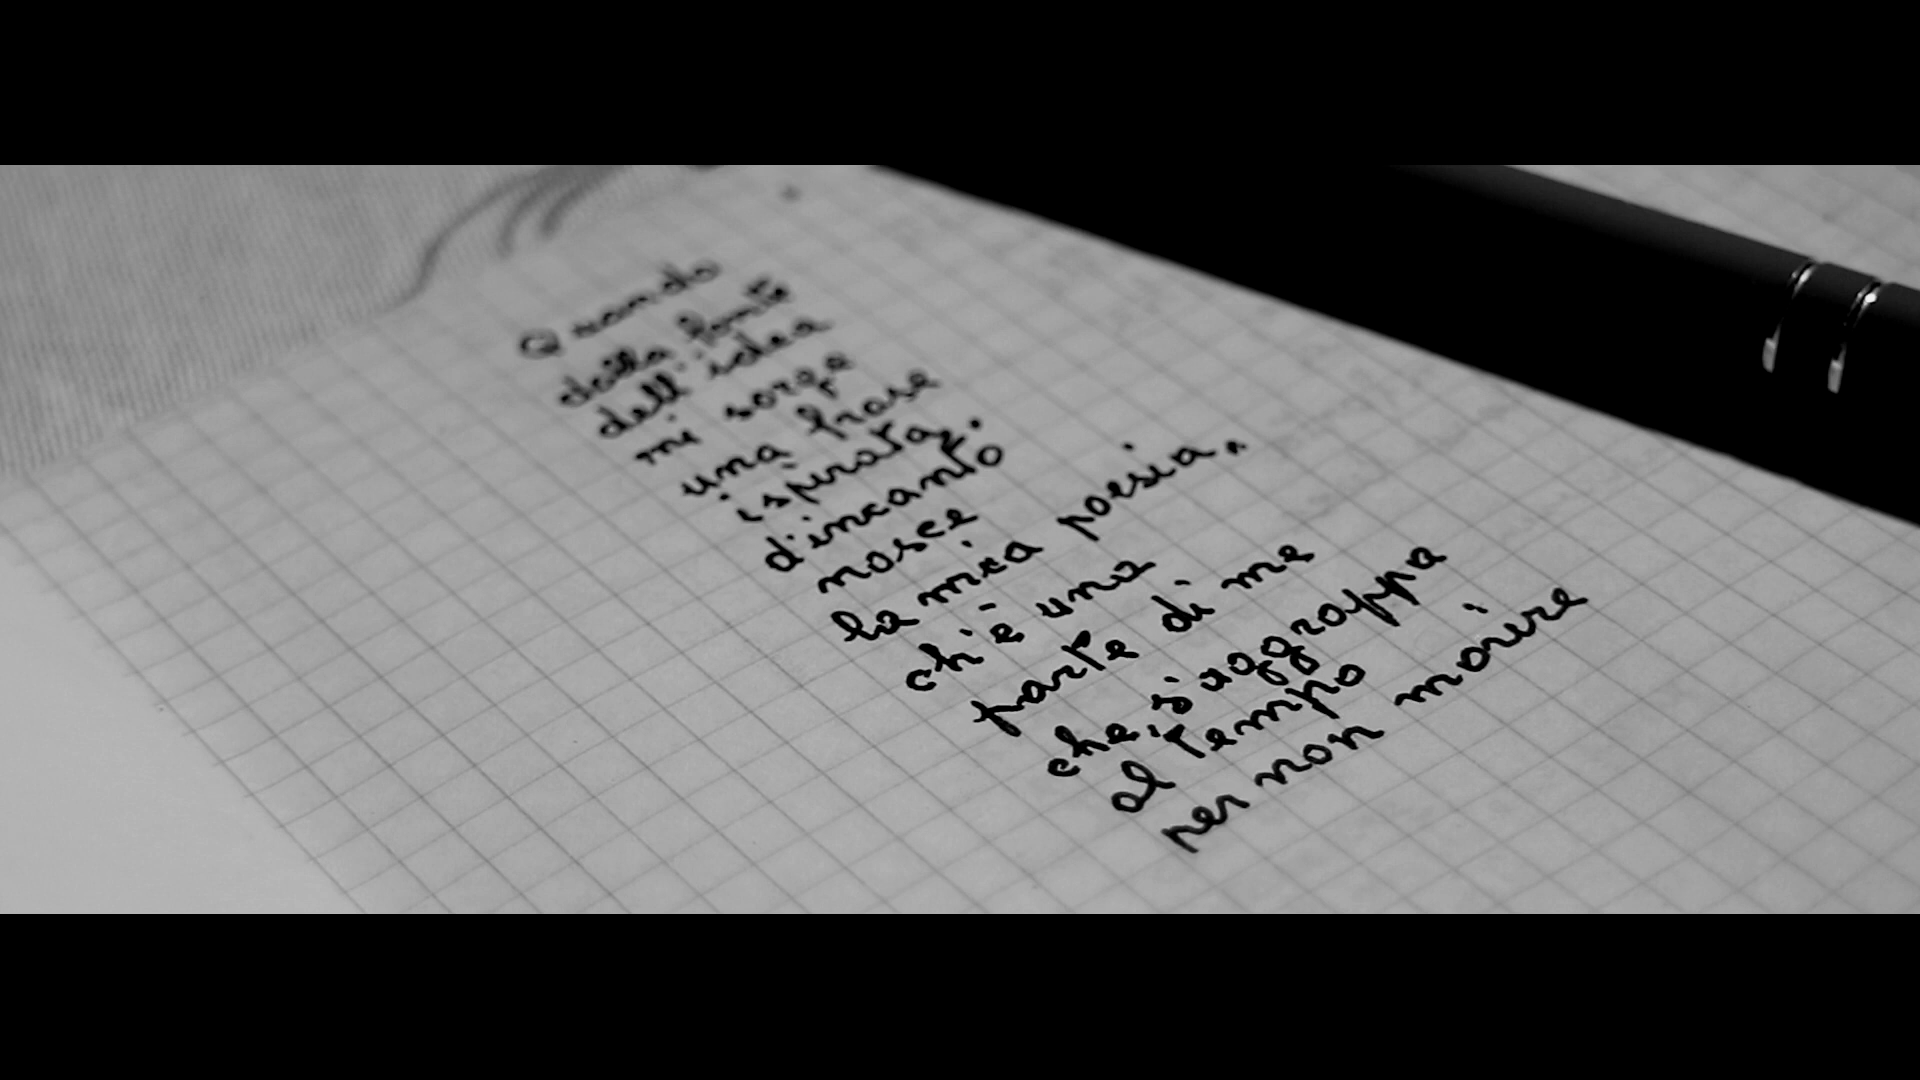 Quando
dalla fonte
dell'idea
mi sorge
una frase
ispirata,
d'incanto
nasce
la mia poesia,
ch'è una
parte di me
che s'aggrappa
al tempo
per non morire